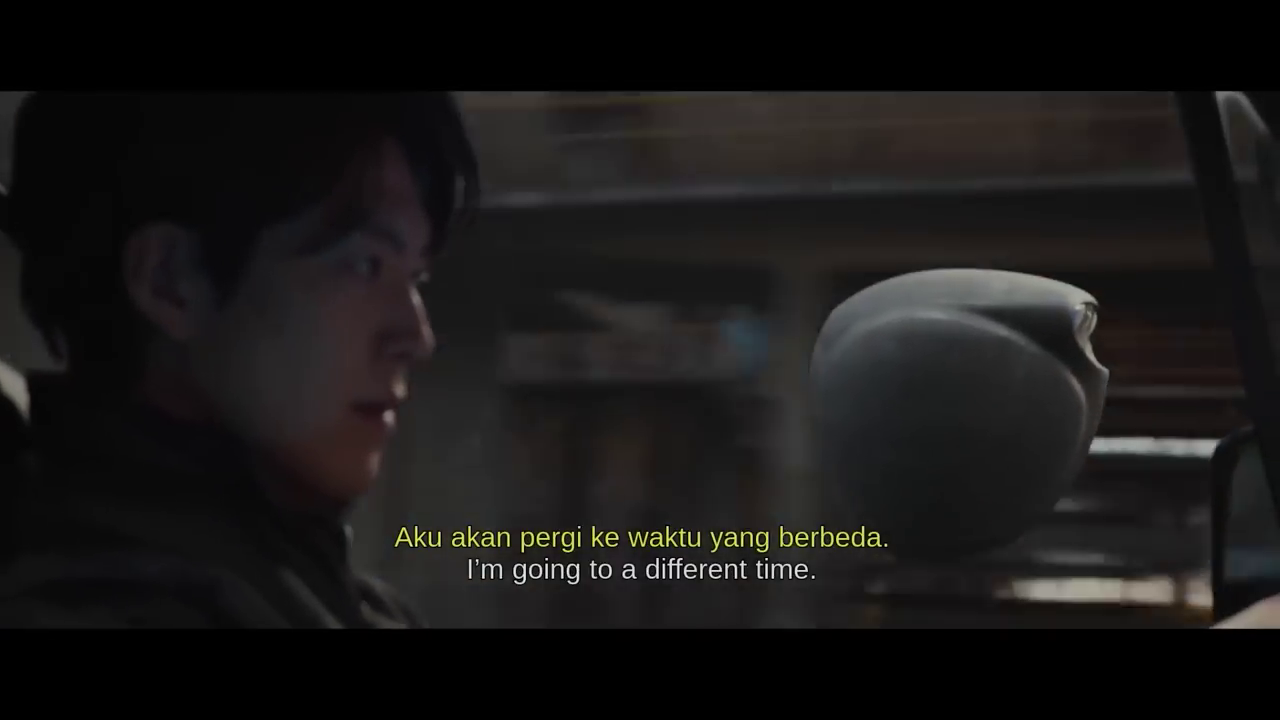 Aku akan pergi ke waktu yang berbeda.
I'm going to a different time.